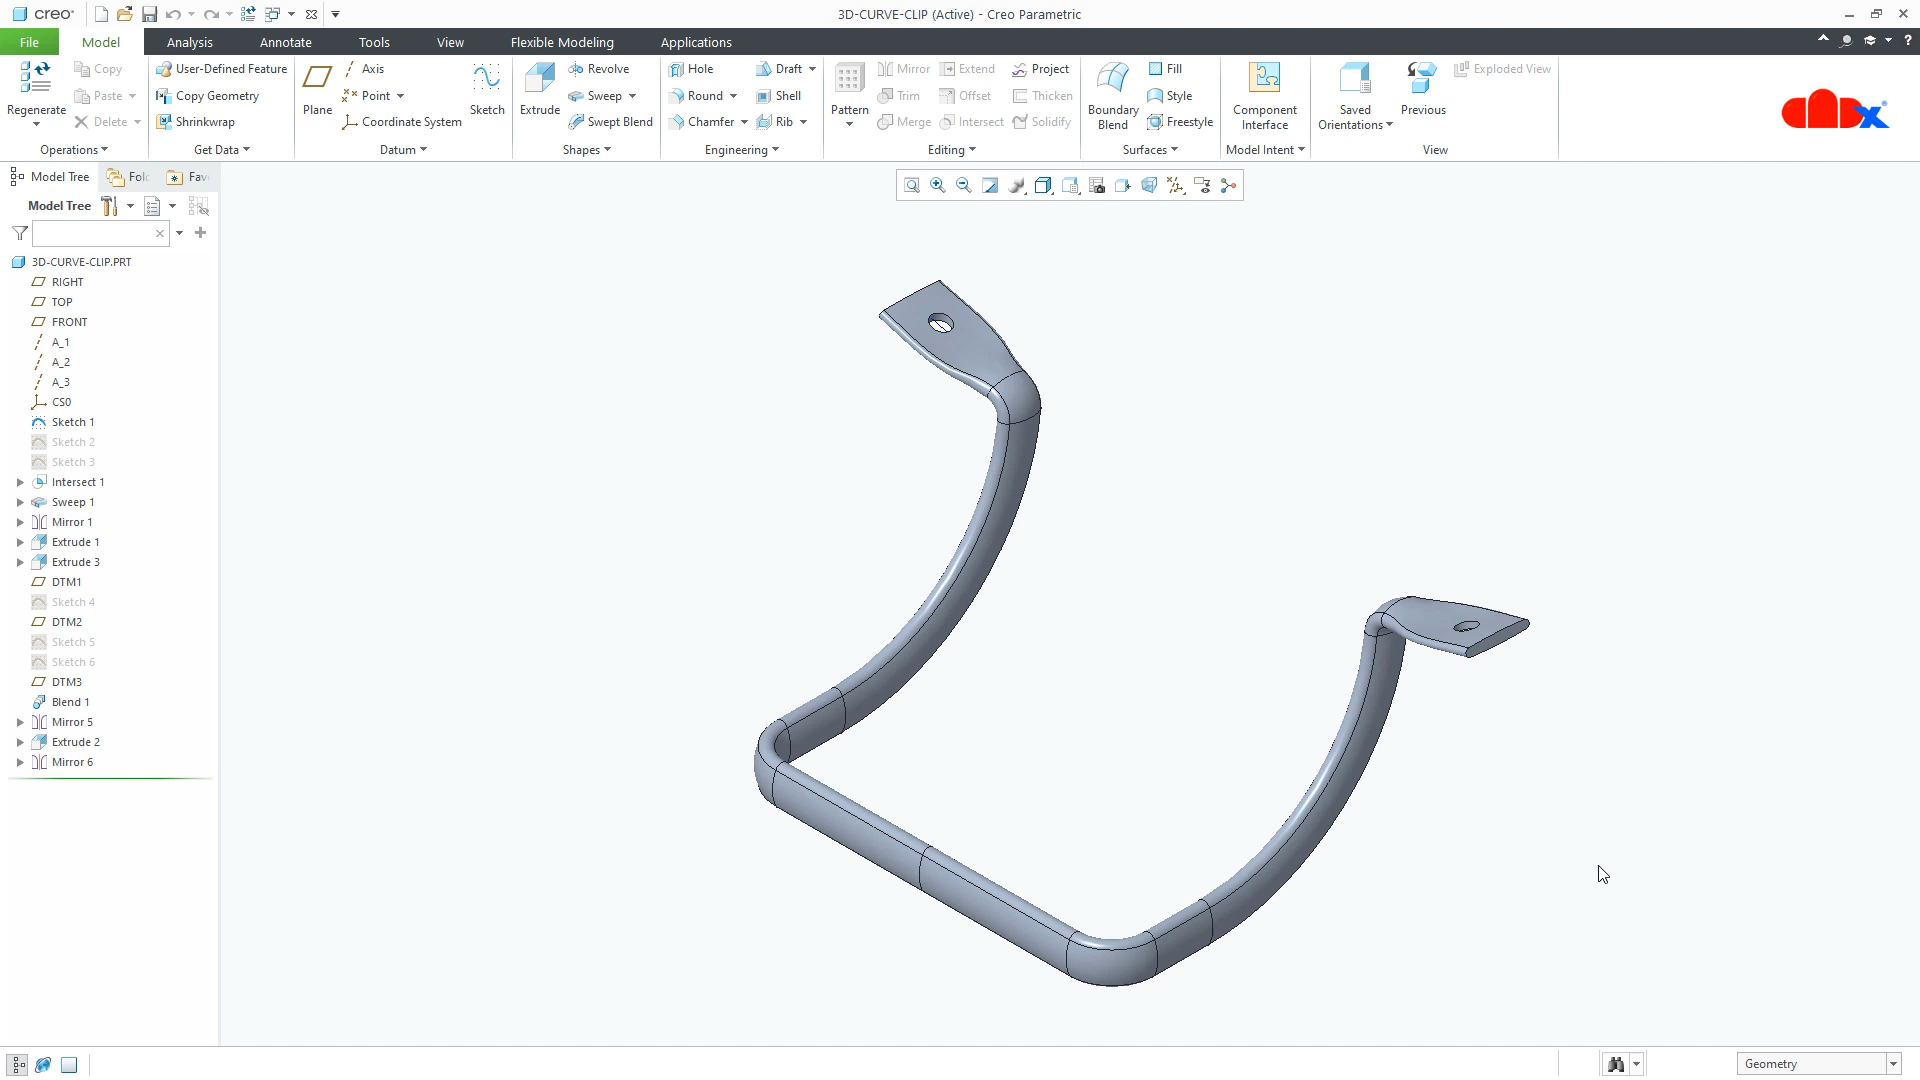 creo
3D-CURVE-CLIP (Active) - Creo Parametric
File Model Analysis Annotate Tools View Flexible Modeling Applications
Regenerate
Copy
Paste
Delete
Operations
User-Defined Feature
Copy Geometry
Shrinkwrap
Get Data
Plane
Axis
Point
Coordinate System
Sketch
Datum
Extrude
Revolve
Sweep
Swept Blend
Shapes
Hole
Round
Chamfer
Draft
Shell
Rib
Engineering
Pattern
Mirror
Trim
Merge
Extend
Offset
Intersect
Project
Thicken
Solidify
Editing
Boundary
Blend
Fill
Style
Freestyle
Surfaces
Component
Interface
Model Intent
Saved
Orientations
Previous
Exploded View
View
Model Tree Fol Fav
Model Tree
3D-CURVE-CLIP.PRT
RIGHT
TOP
FRONT
A_1
A_2
A_3
CS0
Sketch 1
Sketch 2
Sketch 3
Intersect 1
Sweep 1
Mirror 1
Extrude 1
Extrude 3
DTM1
Sketch 4
DTM2
Sketch 5
Sketch 6
DTM3
Blend 1
Mirror 5
Extrude 2
Mirror 6
Geometry